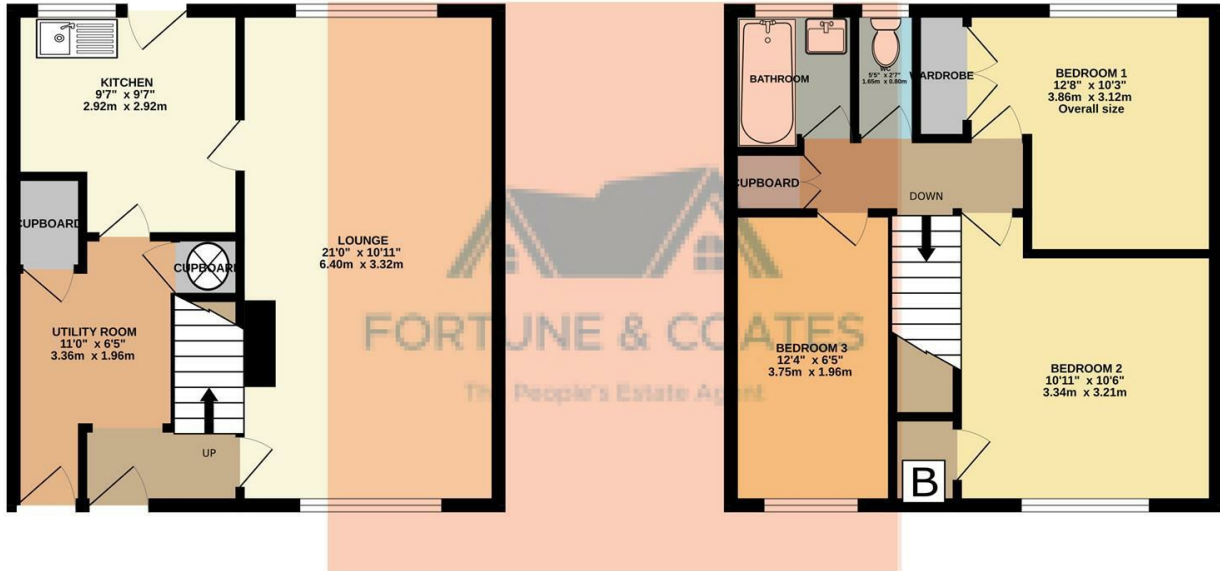 KITCHEN
9'7" x 9'7"
2.92m x 2.92m
CUPBOARD
CUPBOARD
UTILITY ROOM
11'0" x 6'5"
3.36m x 1.96m
UP
LOUNGE
21'0" x 10'11"
6.40m x 3.32m
FORTUNE & COATES
The People's Estate Agent
BATHROOM
WC
5'5" x 2'7"
1.65m x 0.80m
WARDROBE
BEDROOM 1
12'8" x 10'3"
3.86m x 3.12m
Overall size
CUPBOARD
DOWN
BEDROOM 3
12'4" x 6'5"
3.75m x 1.96m
BEDROOM 2
10'11" x 10'6"
3.34m x 3.21m
B